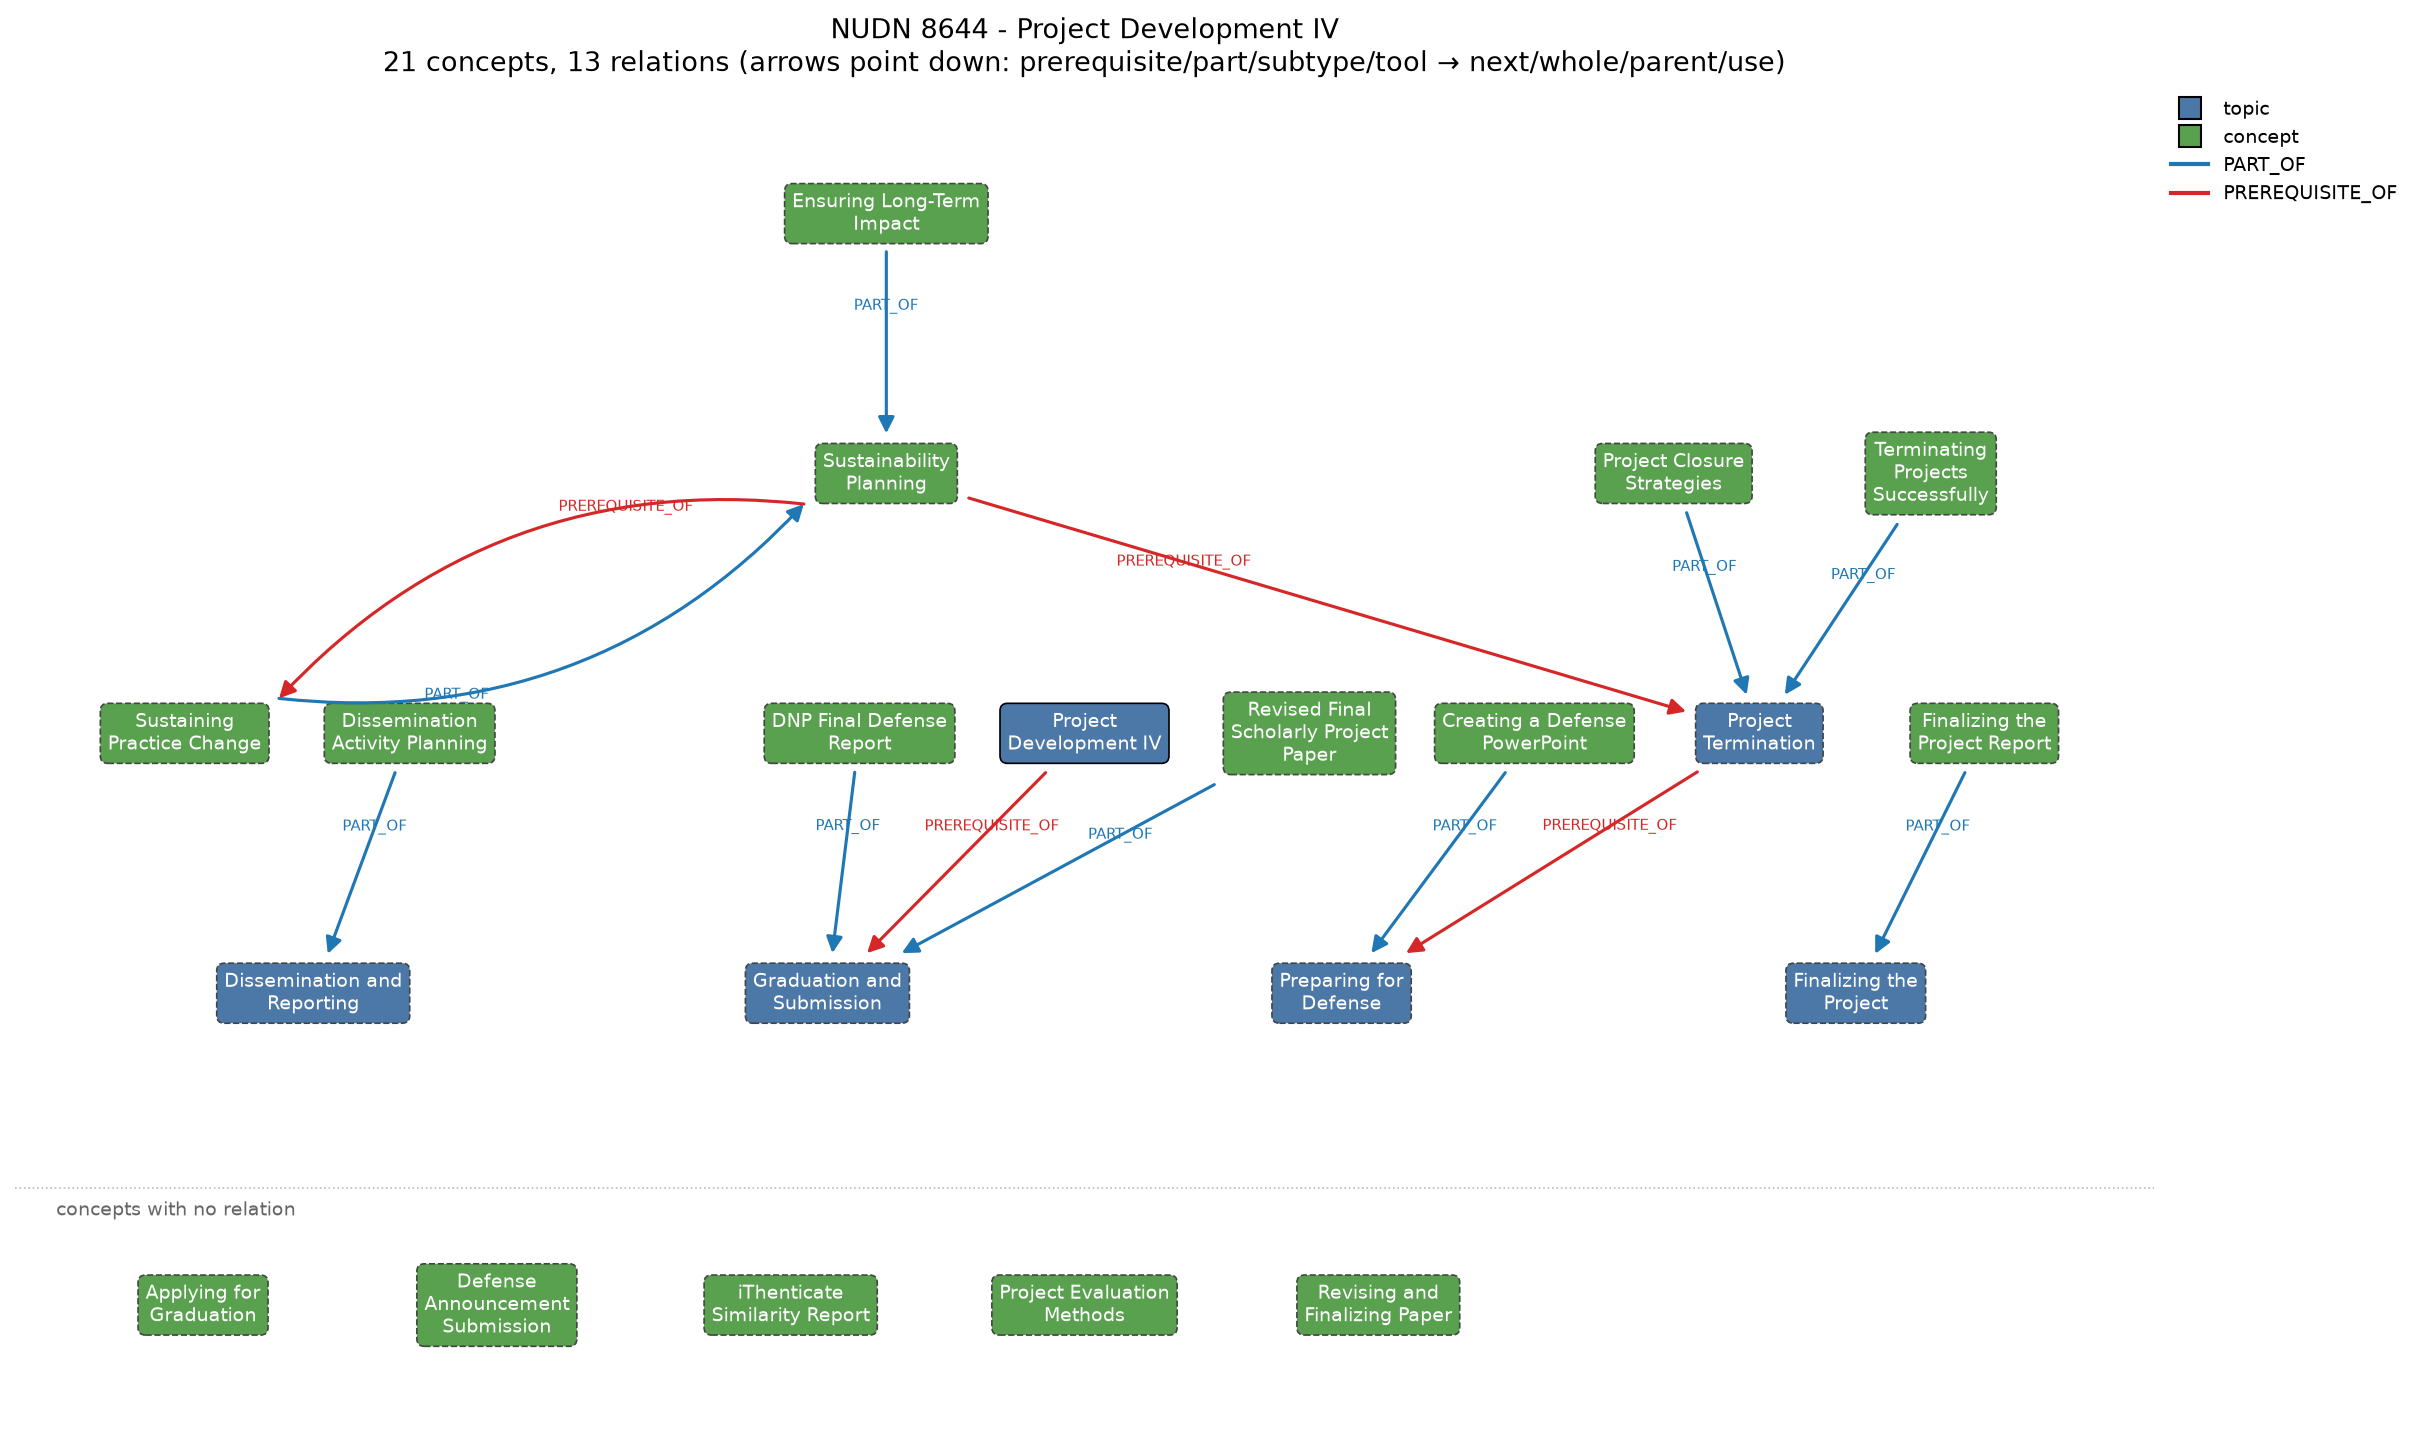 NUDN 8644 - Project Development IV
21 concepts, 13 relations (arrows point down: prerequisite/part/subtype/tool → next/whole/parent/use)
topic
concept
PART_OF
PREREQUISITE_OF
Ensuring Long-Term
Impact
PART_OF
Sustainability
Planning
Project Closure
Strategies
Terminating
Projects
Successfully
PREREQUISITE_OF
PREREQUISITE_OF
PART_OF
PART_OF
PART_OF
Sustaining
Practice Change
Dissemination
Activity Planning
DNP Final Defense
Report
Project
Development IV
Revised Final
Scholarly Project
Paper
Creating a Defense
PowerPoint
Project
Termination
Finalizing the
Project Report
PART_OF
PART_OF
PREREQUISITE_OF
PART_OF
PART_OF
PREREQUISITE_OF
PART_OF
Dissemination and
Reporting
Graduation and
Submission
Preparing for
Defense
Finalizing the
Project
concepts with no relation
Applying for
Graduation
Defense
Announcement
Submission
iThenticate
Similarity Report
Project Evaluation
Methods
Revising and
Finalizing Paper